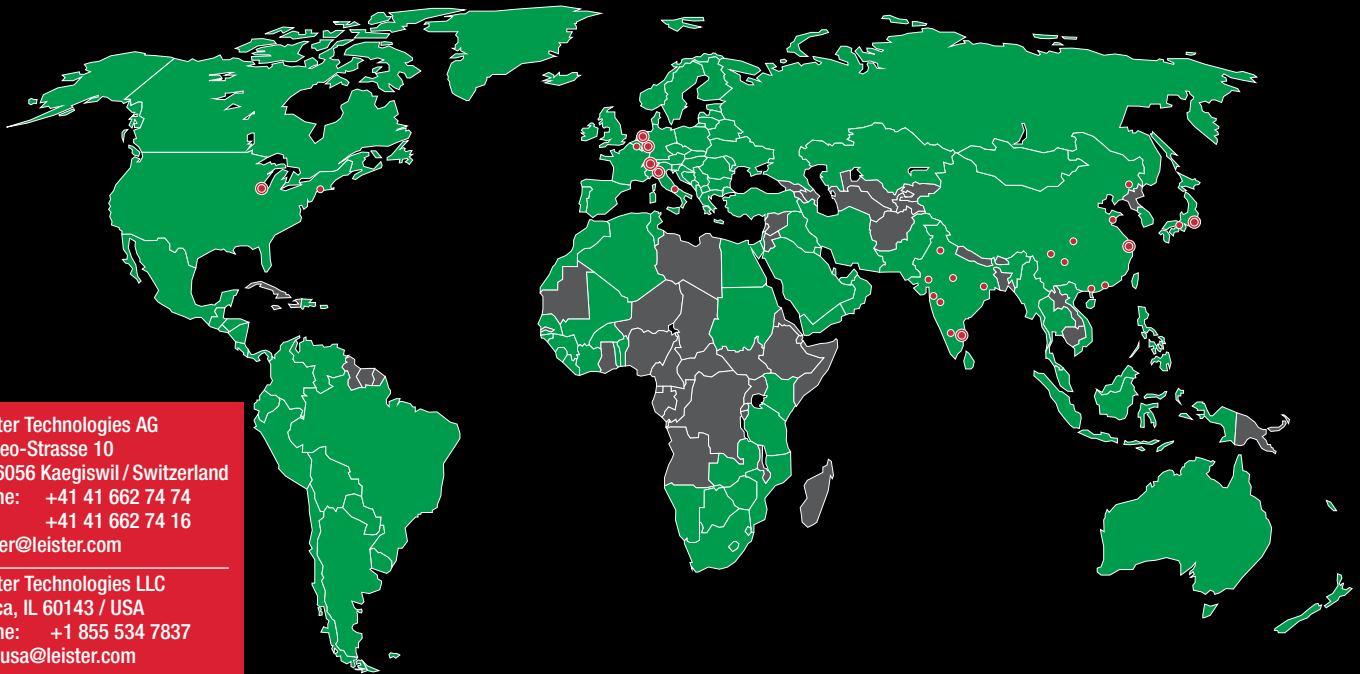 ter Technologies AG
eo-Strasse 10
6056 Kaegiswil / Switzerland
ne: +41 41 662 74 74
+41 41 662 74 16
er@leister.com
ter Technologies LLC
ca, IL 60143 / USA
ne: +1 855 534 7837
usa@leister.com